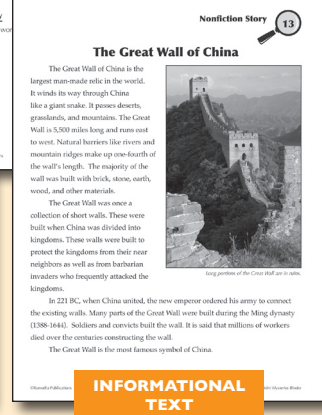 Nonfiction Story
13
The Great Wall of China
The Great Wall of China is the
largest man-made relic in the world.
It winds its way through China
like a giant snake. It passes deserts,
grasslands, and mountains. The Great
Wall is 5,500 miles long and runs east
to west. Natural barriers like rivers and
mountain ridges make up one-fourth of
the wall's length. The majority of the
wall was built with brick, stone, earth,
wood, and other materials.
The Great Wall was once a
collection of short walls. These were
built when China was divided into
kingdoms. These walls were built to
protect the kingdoms from their near
neighbors as well as from barbarian
invaders who frequently attacked the
kingdoms.
Long portions of the Great Wall are in ruins.
In 221 BC, when China united, the new emperor ordered his army to connect
the existing walls. Many parts of the Great Wall were built during the Ming dynasty
(1388-1644). Soldiers and convicts built the wall. It is said that millions of workers
died over the centuries constructing the wall.
The Great Wall is the most famous symbol of China.
INFORMATIONAL
TEXT